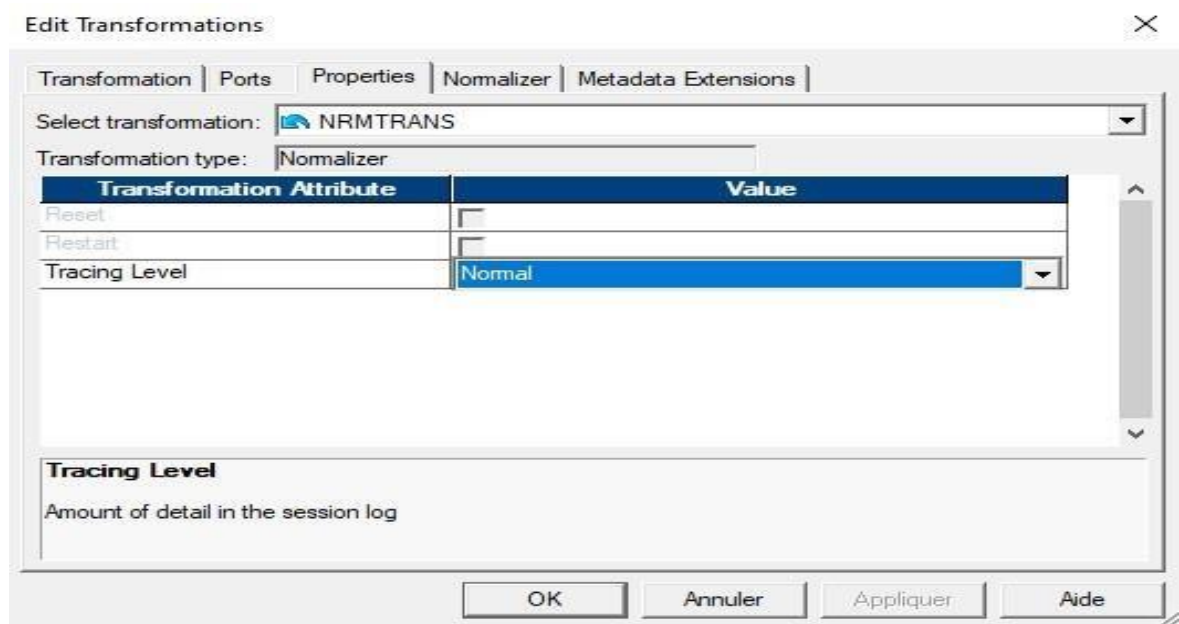 Edit Transformations
Transformation Ports Properties Normalizer Metadata Extensions
Select transformation: NRMTRANS
Transformation type: Normalizer
Transformation Attribute Value
Reset
Restart
Tracing Level Normal
Tracing Level
Amount of detail in the session log
OK Annuler Appliquer Aide